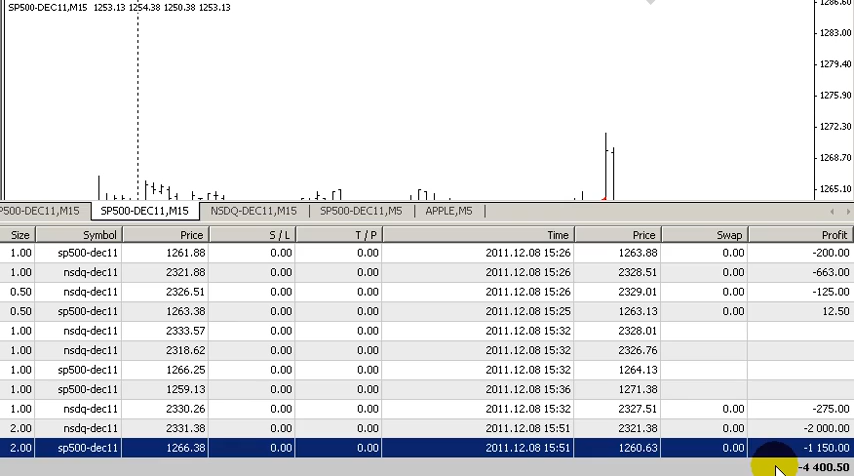 SP500-DEC11,M15 1253.13 1254.38 1250.38 1253.13
1286.60
1283.00
1279.40
1275.90
1272.30
1268.70
1265.10
P500-DEC11,M15 SP500-DEC11,M15 NSDQ-DEC11,M15 SP500-DEC11,M5 APPLE,M5
Size Symbol Price S / L T / P Time Price Swap Profit
1.00 sp500-dec11 1261.88 0.00 0.00 2011.12.08 15:26 1263.88 0.00 -200.00
1.00 nsdq-dec11 2321.88 0.00 0.00 2011.12.08 15:26 2328.51 0.00 -663.00
0.50 nsdq-dec11 2326.51 0.00 0.00 2011.12.08 15:26 2329.01 0.00 -125.00
0.50 sp500-dec11 1263.38 0.00 0.00 2011.12.08 15:25 1263.13 0.00 12.50
1.00 nsdq-dec11 2333.57 0.00 0.00 2011.12.08 15:32 2328.01
1.00 nsdq-dec11 2318.62 0.00 0.00 2011.12.08 15:32 2326.76
1.00 sp500-dec11 1266.25 0.00 0.00 2011.12.08 15:32 1264.13
1.00 sp500-dec11 1259.13 0.00 0.00 2011.12.08 15:36 1271.38
1.00 nsdq-dec11 2330.26 0.00 0.00 2011.12.08 15:32 2327.51 0.00 -275.00
2.00 nsdq-dec11 2331.38 0.00 0.00 2011.12.08 15:51 2321.38 0.00 -2 000.00
2.00 sp500-dec11 1266.38 0.00 0.00 2011.12.08 15:51 1260.63 0.00 -1 150.00
-4 400.50